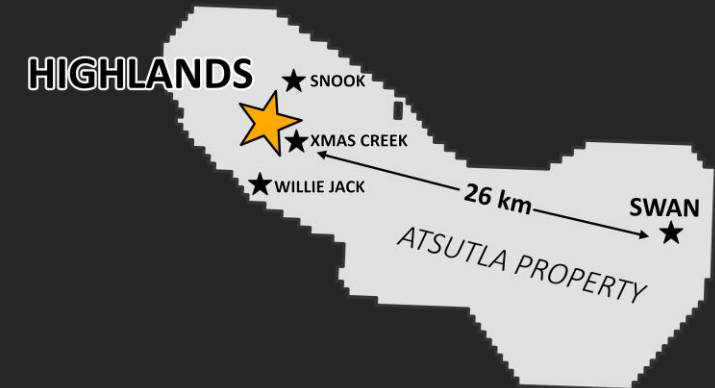 HIGHLANDS
SNOOK
XMAS CREEK
WILLIE JACK
26 km
SWAN
ATSUTLA PROPERTY